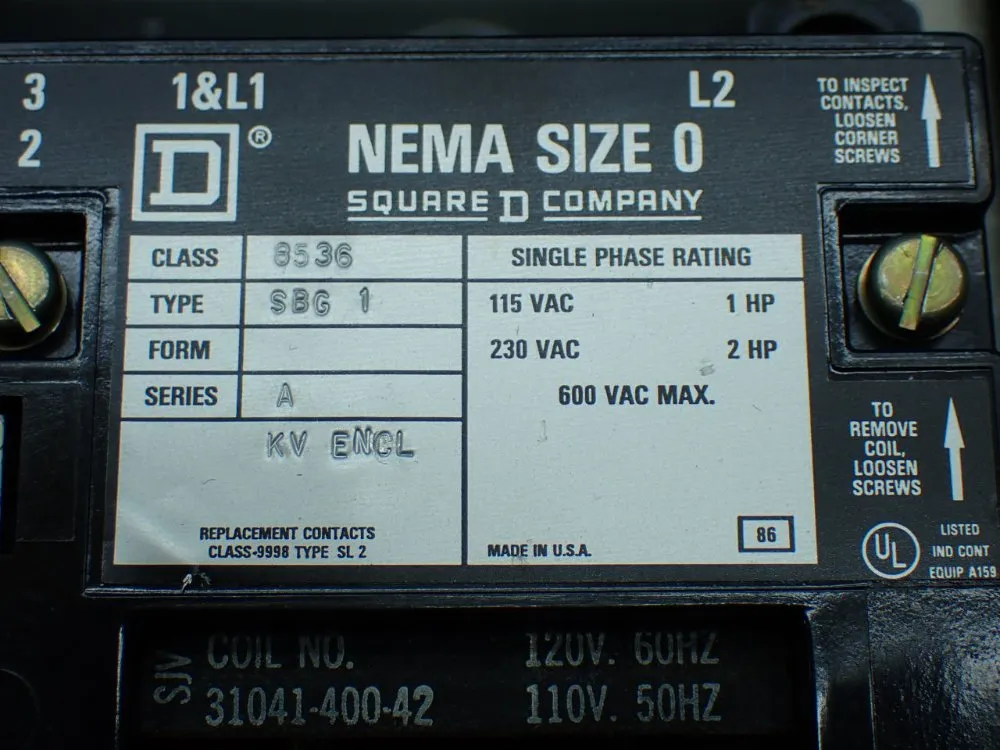 3 1&L1 L2
2
D ®
NEMA SIZE 0
SQUARE D COMPANY
TO INSPECT
CONTACTS,
LOOSEN
CORNER
SCREWS
CLASS 8536
TYPE SBG 1
FORM
SERIES A
KV ENCL
REPLACEMENT CONTACTS
CLASS-9998 TYPE SL 2
SINGLE PHASE RATING
115 VAC 1 HP
230 VAC 2 HP
600 VAC MAX.
MADE IN U.S.A.
86
TO
REMOVE
COIL,
LOOSEN
SCREWS
UL
LISTED
IND CONT
EQUIP A159
SJV
COIL NO. 120V. 60HZ
31041-400-42 110V. 50HZ